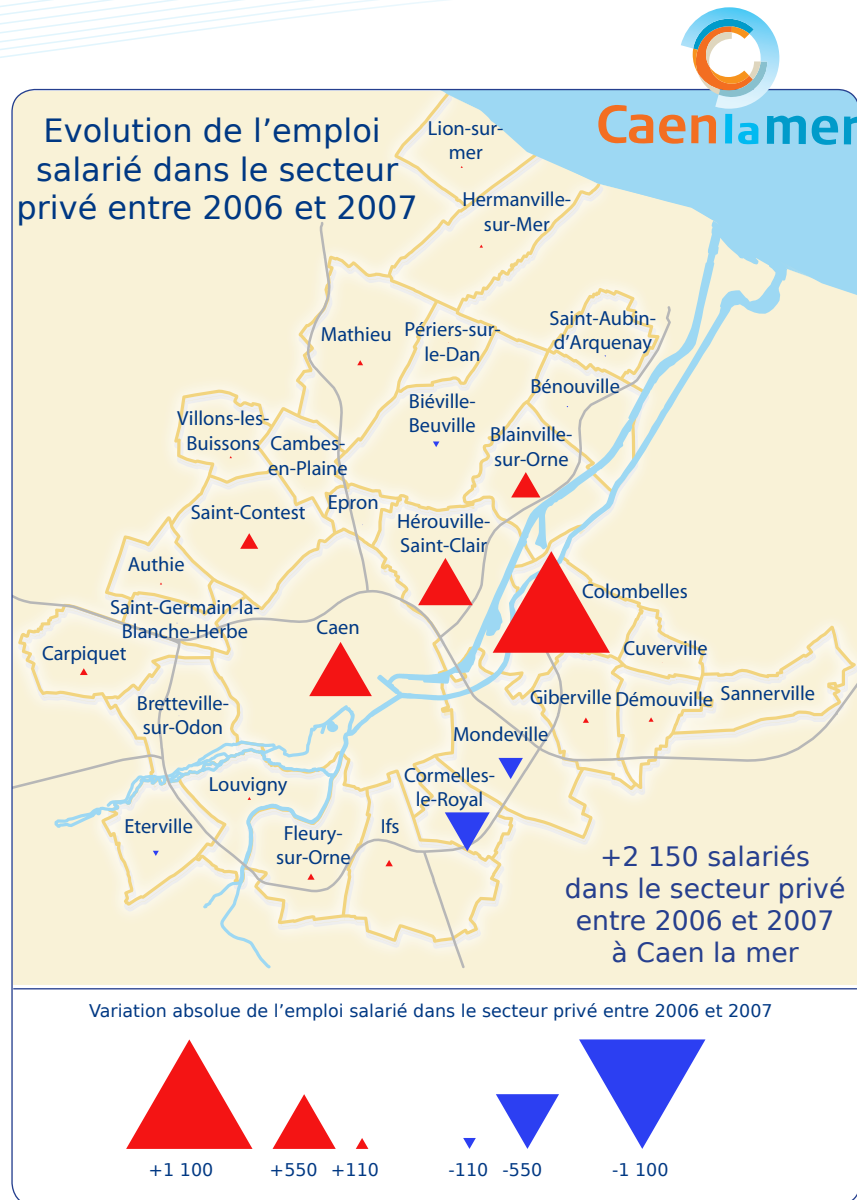 Caenlamer
Evolution de l’emploi
salarié dans le secteur
privé entre 2006 et 2007
Lion-sur-
mer
Hermanville-
sur-Mer
Mathieu
Périers-sur-
le-Dan
Saint-Aubin-
d’Arquenay
Bénouville
Biéville-
Beuville
Villons-les-
Buissons
Cambes-
en-Plaine
Blainville-
sur-Orne
Saint-Contest
Epron
Hérouville-
Saint-Clair
Authie
Colombelles
Saint-Germain-la-
Blanche-Herbe
Caen
Carpiquet
Cuverville
Bretteville-
sur-Odon
Giberville
Démouville
Sannerville
Mondeville
Louvigny
Cormelles-
le-Royal
Eterville
Fleury-
sur-Orne
Ifs
+2 150 salariés
dans le secteur privé
entre 2006 et 2007
à Caen la mer
Variation absolue de l’emploi salarié dans le secteur privé entre 2006 et 2007
+1 100 +550 +110 -110 -550 -1 100